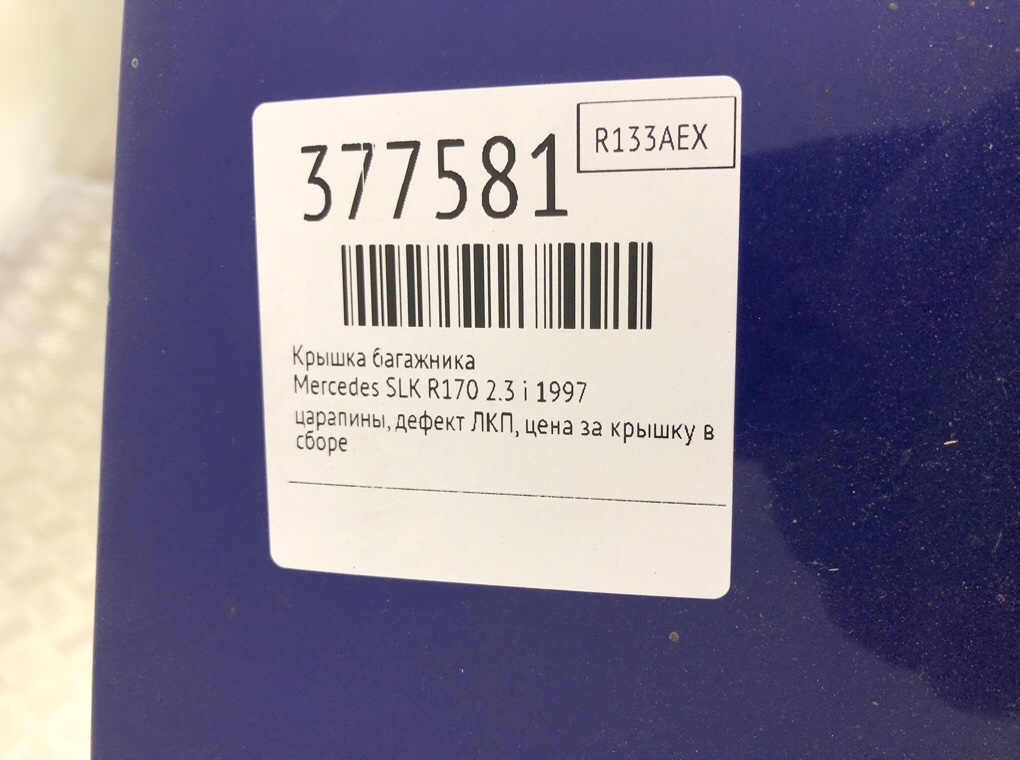 R133AEX
377581
Крышка багажника
Mercedes SLK R170 2.3 i 1997
царапины, дефект ЛКП, цена за крышку в
сборе